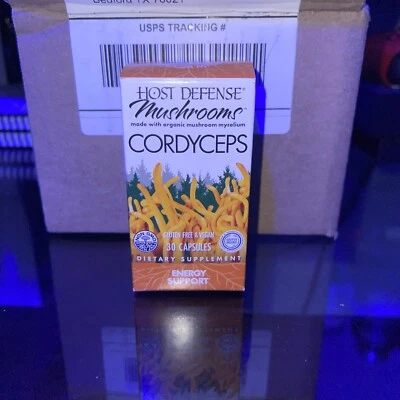 USPS TRACKING #
HOST DEFENSE®
Mushrooms™
made with organic mushroom mycelium
CORDYCEPS
GLUTEN FREE & VEGAN
30 CAPSULES
DIETARY SUPPLEMENT
ENERGY
SUPPORT